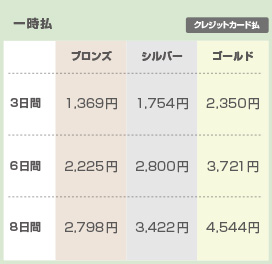 一時払
クレジットカード払
ブロンズ シルバー ゴールド
3日間 1,369円 1,754円 2,350円
6日間 2,225円 2,800円 3,721円
8日間 2,798円 3,422円 4,544円